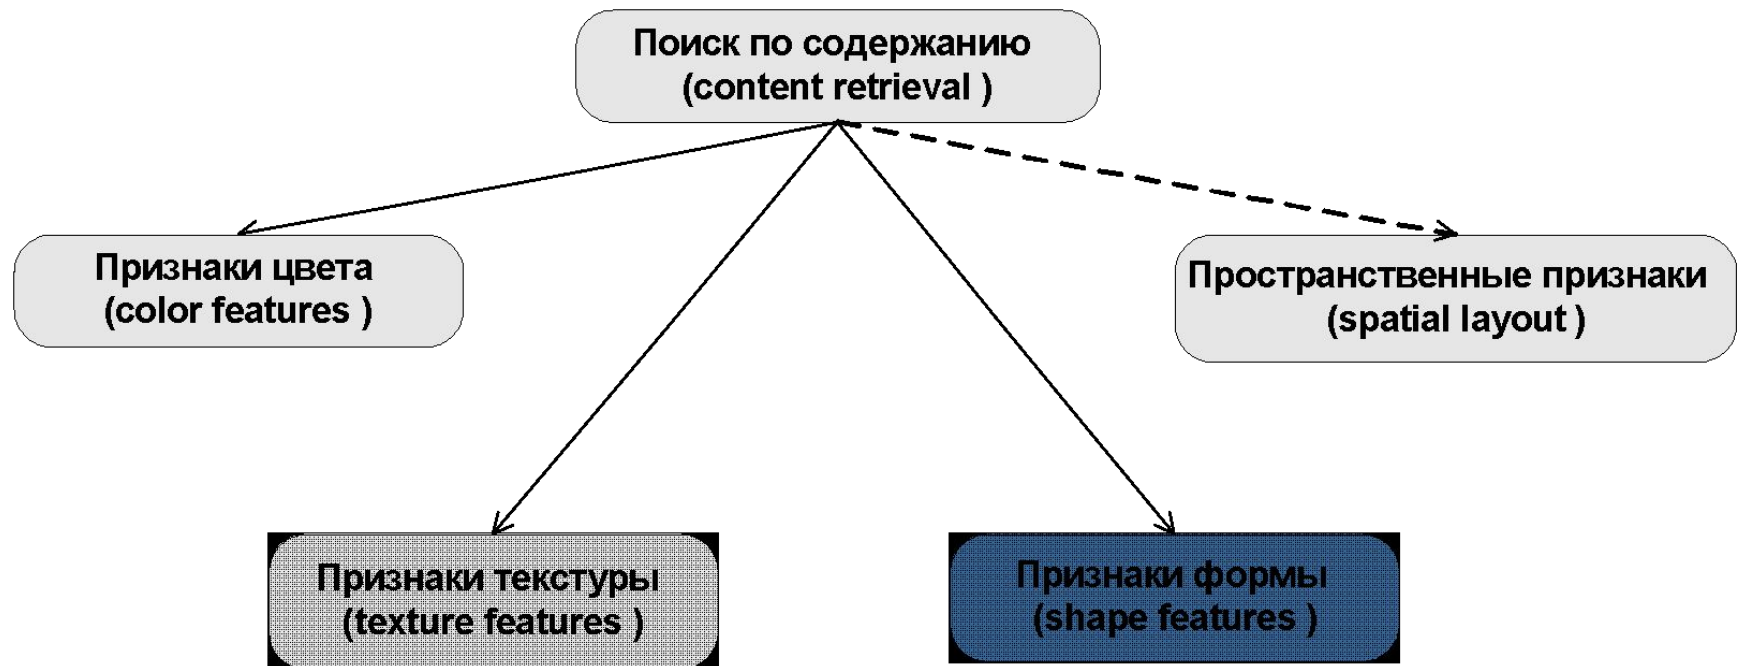 Поиск по содержанию
(content retrieval )
Признаки цвета
(color features )
Пространственные признаки
(spatial layout )
Признаки текстуры
(texture features )
Признаки формы
(shape features )